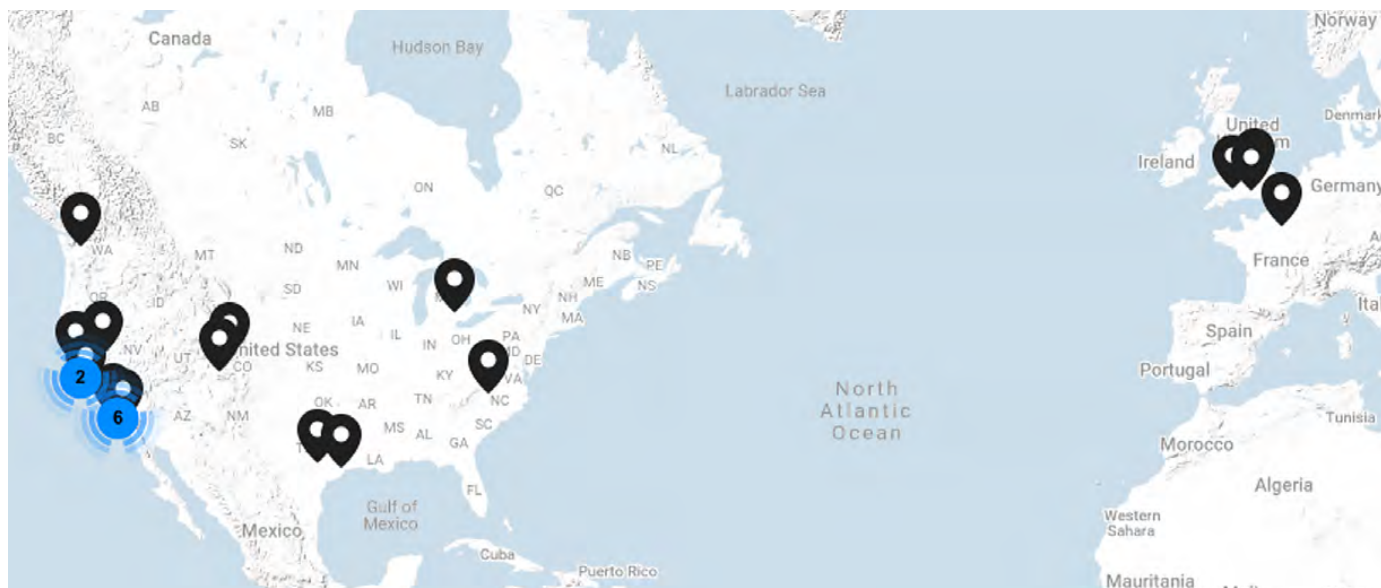 Canada
Hudson Bay
Norway
Labrador Sea
AB
MB
Denmark
BC
SK
United
Ireland
NL
ON
QC
Germany
WA
MT
ND
NB
PE
France
MN
ME
NS
OR
ID
SD
WI
NH
NY
MA
Ital
NE
IA
Spain
NV
IL
IN
OH
PA
MD
DE
UT
United States
CO
KS
MO
KY
VA
Portugal
2
North
Atlantic
Ocean
6
AZ
NM
OK
AR
TN
NC
Tunisia
MS
AL
GA
SC
Morocco
LA
FL
Algeria
Gulf of
Mexico
Mexico
Western
Sahara
Cuba
Puerto Rico
Mauritania